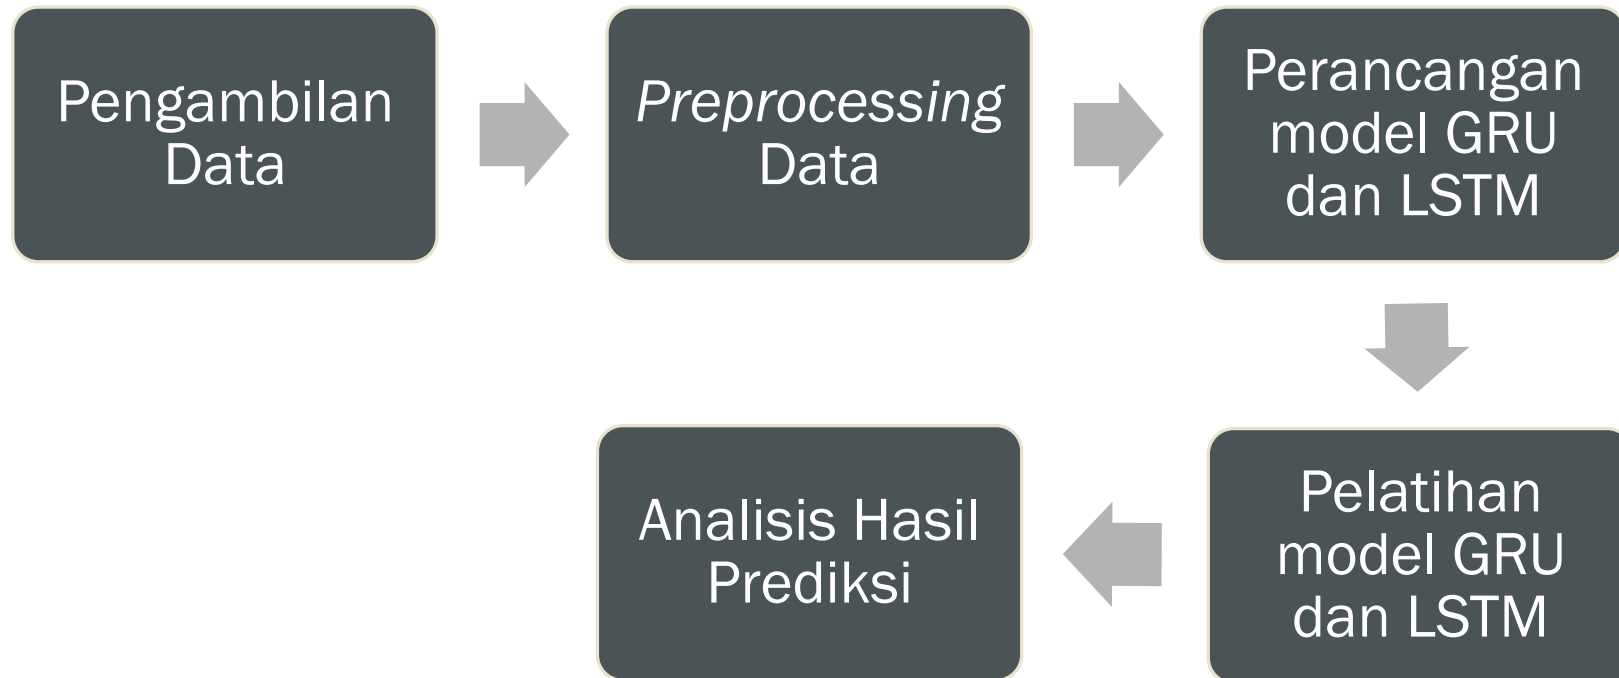 Pengambilan
Data
Preprocessing
Data
Perancangan
model GRU
dan LSTM
Pelatihan
model GRU
dan LSTM
Analisis Hasil
Prediksi